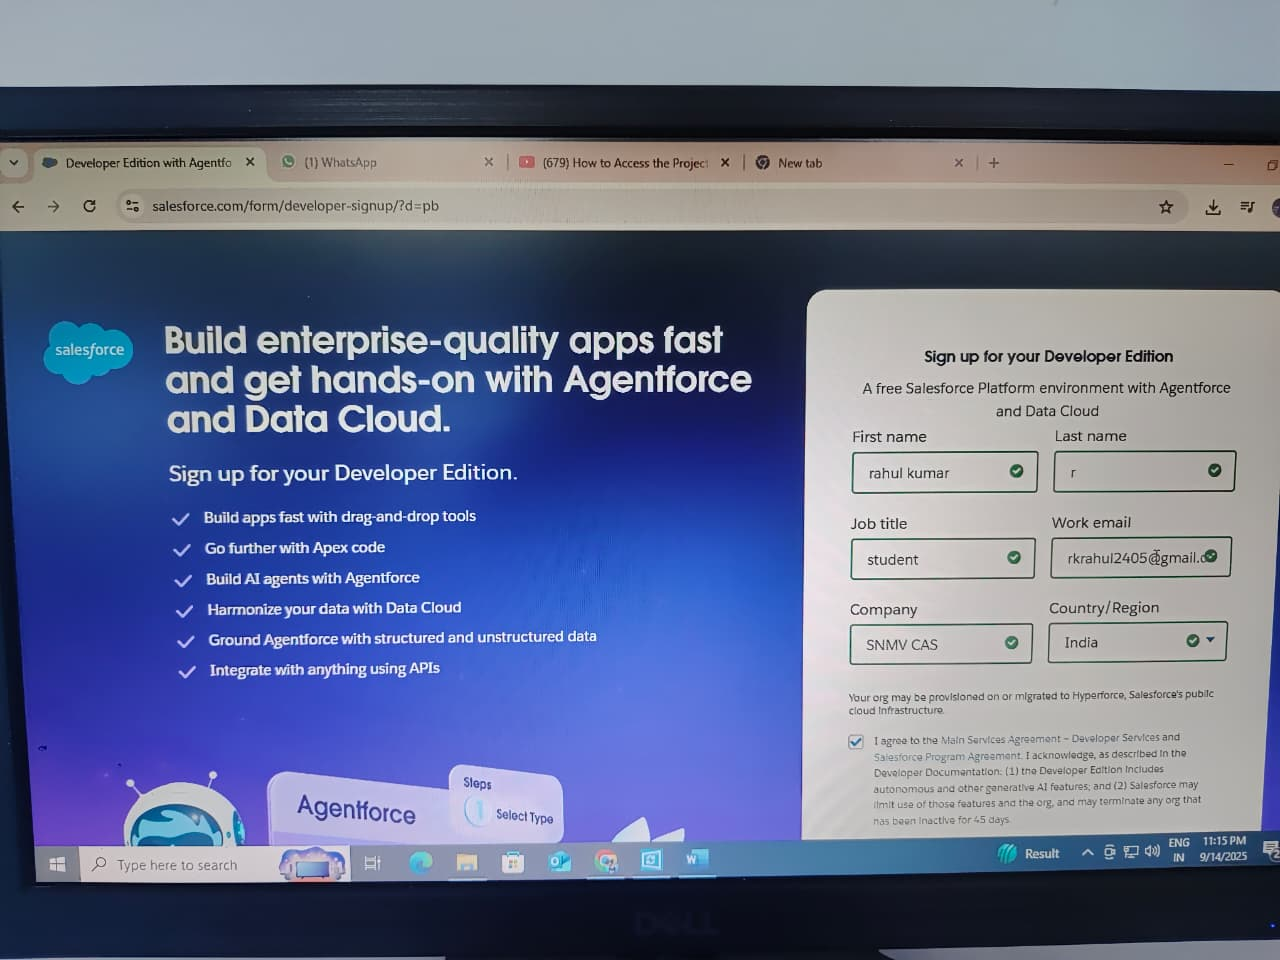 Developer Edition with Agentfo
(1) WhatsApp
(679) How to Access the Project
New tab
salesforce.com/form/developer-signup/?d=pb
salesforce
Build enterprise-quality apps fast
and get hands-on with Agentforce
and Data Cloud.
Sign up for your Developer Edition.
Build apps fast with drag-and-drop tools
Go further with Apex code
Build AI agents with Agentforce
Harmonize your data with Data Cloud
Ground Agentforce with structured and unstructured data
Integrate with anything using APIs
Agentforce
Steps
1 Select Type
Sign up for your Developer Edition
A free Salesforce Platform environment with Agentforce
and Data Cloud
First name Last name
rahul kumar r
Job title Work email
student rkrahul2405@gmail.c
Company Country/Region
SNMV CAS India
Your org may be provisioned on or migrated to Hyperforce, Salesforce's public
cloud infrastructure.
I agree to the Main Services Agreement – Developer Services and
Salesforce Program Agreement. I acknowledge, as described in the
Developer Documentation: (1) the Developer Edition includes
autonomous and other generative AI features; and (2) Salesforce may
limit use of those features and the org, and may terminate any org that
has been inactive for 45 days.
Type here to search
Result
ENG
IN
11:15 PM
9/14/2025
DELL